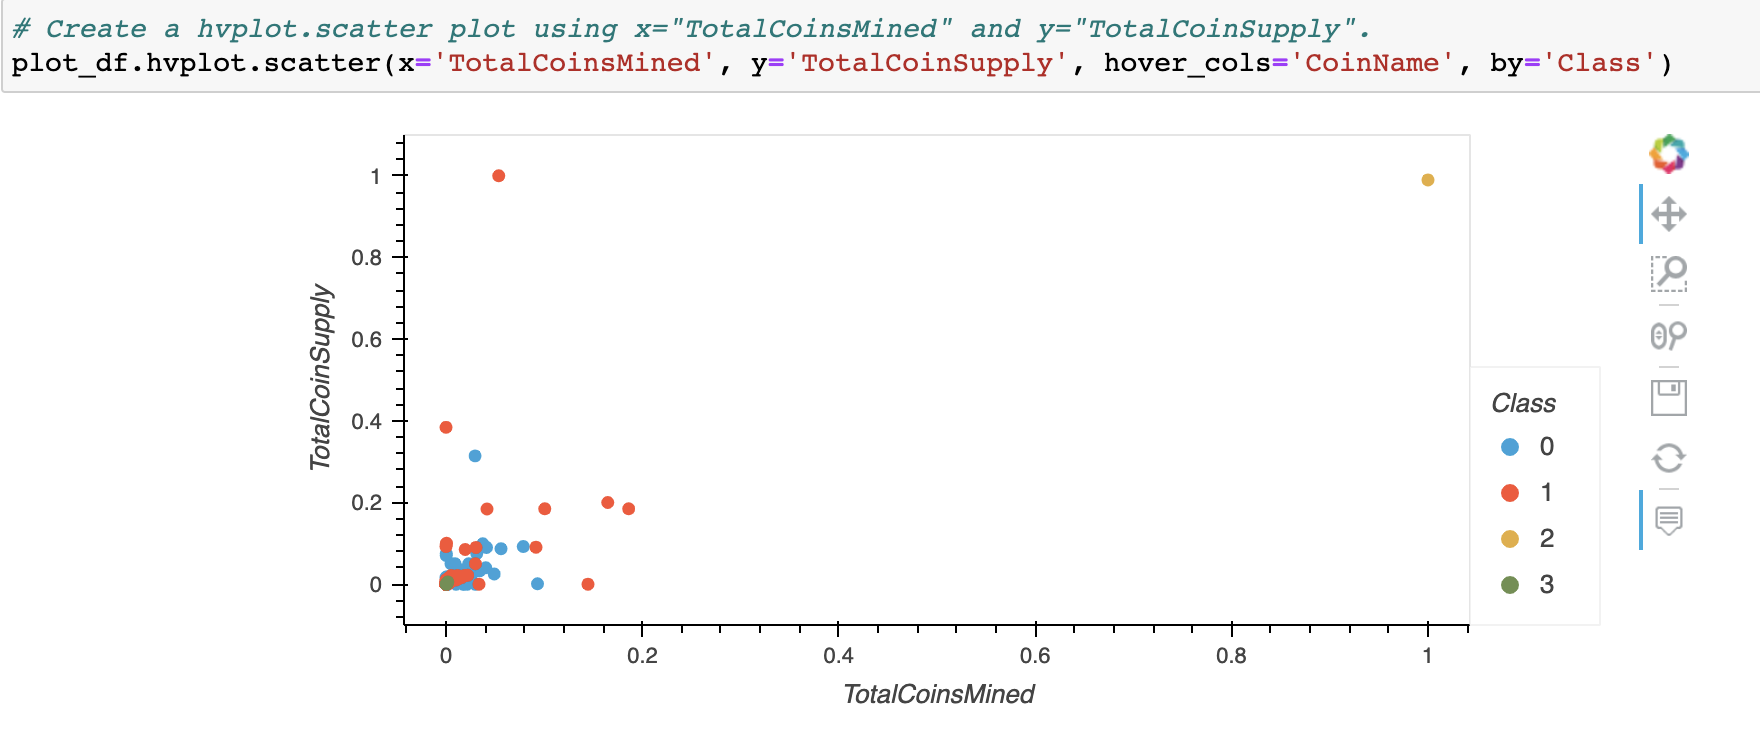 # Create a hvplot.scatter plot using x="TotalCoinsMined" and y="TotalCoinSupply".
plot_df.hvplot.scatter(x='TotalCoinsMined', y='TotalCoinSupply', hover_cols='CoinName', by='Class')
1
0.8
0.6
0.4
0.2
0
TotalCoinSupply
0 0.2 0.4 0.6 0.8 1
TotalCoinsMined
Class
0
1
2
3